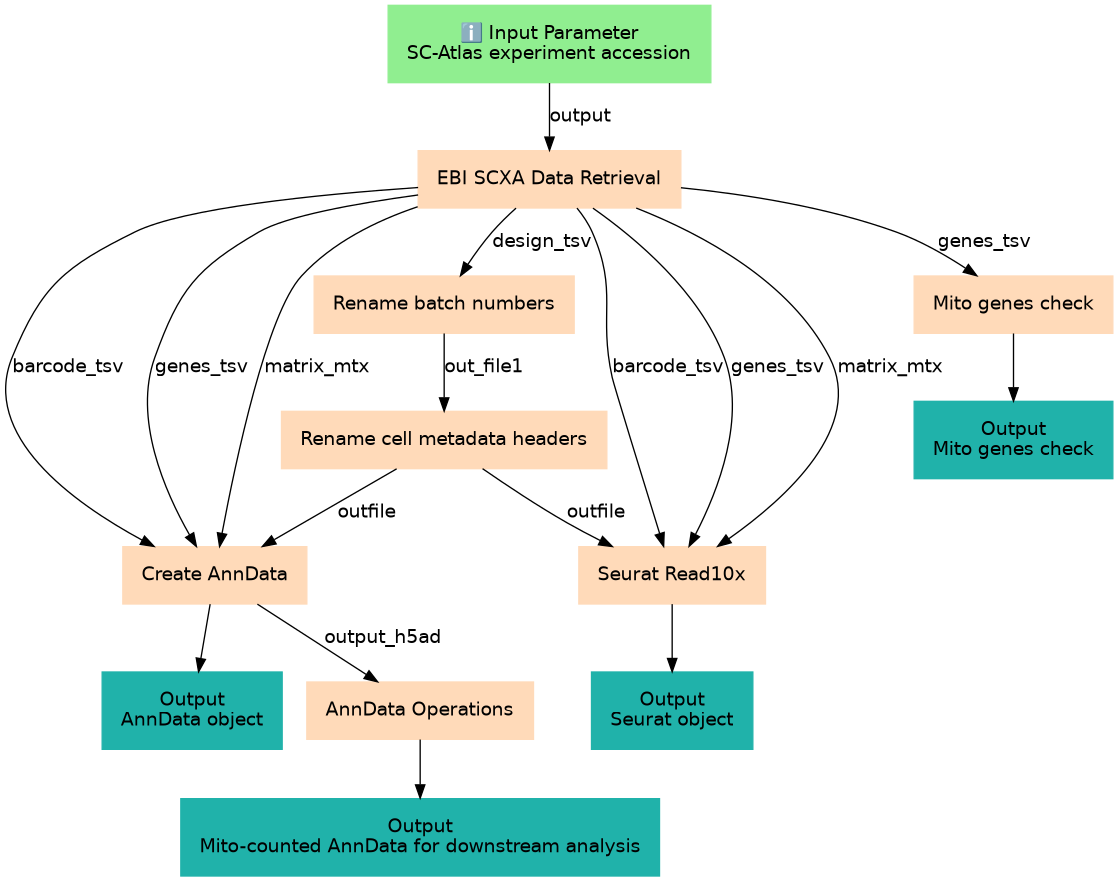 ℹ️ Input Parameter
SC-Atlas experiment accession
output
EBI SCXA Data Retrieval
design_tsv
genes_tsv
Rename batch numbers
Mito genes check
barcode_tsv
genes_tsv
matrix_mtx
out_file1
barcode_tsv
genes_tsv
matrix_mtx
Output
Mito genes check
Rename cell metadata headers
outfile
outfile
Create AnnData
Seurat Read10x
output_h5ad
Output
AnnData object
AnnData Operations
Output
Seurat object
Output
Mito-counted AnnData for downstream analysis